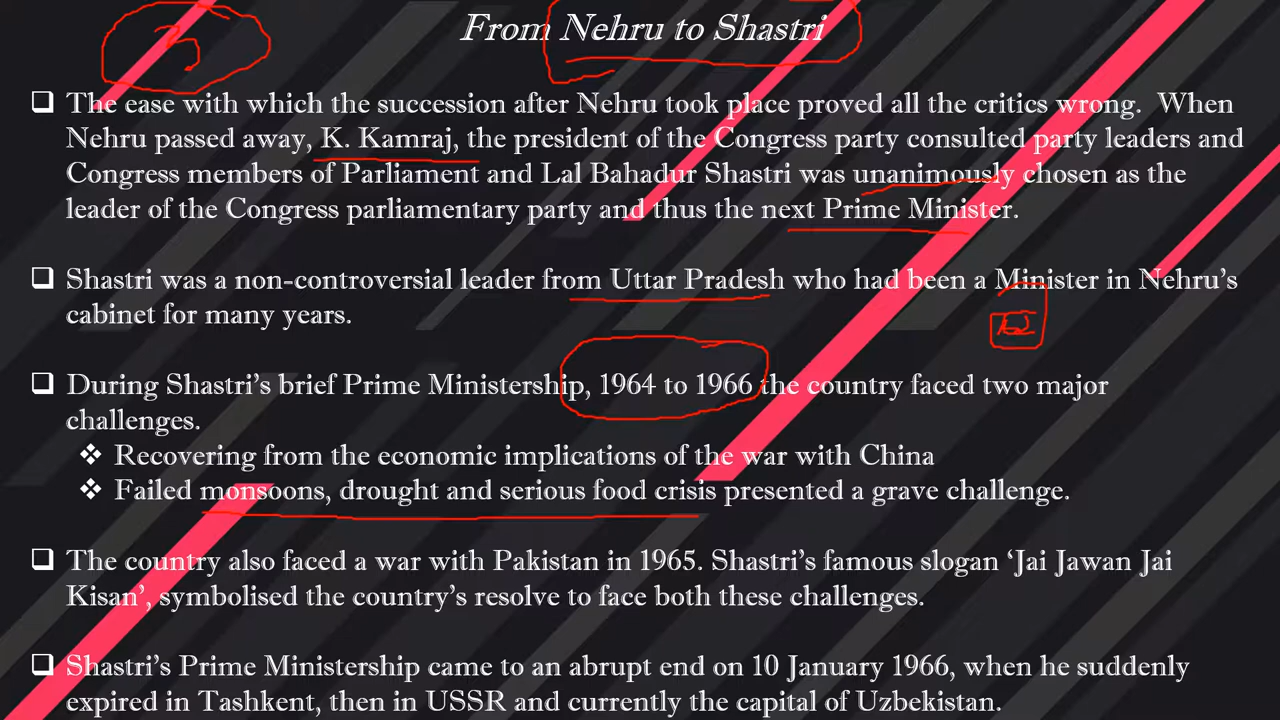 From Nehru to Shastri
❑ The ease with which the succession after Nehru took place proved all the critics wrong. When
Nehru passed away, K. Kamraj, the president of the Congress party consulted party leaders and
Congress members of Parliament and Lal Bahadur Shastri was unanimously chosen as the
leader of the Congress parliamentary party and thus the next Prime Minister.
❑ Shastri was a non-controversial leader from Uttar Pradesh who had been a Minister in Nehru's
cabinet for many years.
❑ During Shastri's brief Prime Ministership, 1964 to 1966 the country faced two major
challenges.
❖ Recovering from the economic implications of the war with China
❖ Failed monsoons, drought and serious food crisis presented a grave challenge.
❑ The country also faced a war with Pakistan in 1965. Shastri's famous slogan ‘Jai Jawan Jai
Kisan’, symbolised the country's resolve to face both these challenges.
❑ Shastri's Prime Ministership came to an abrupt end on 10 January 1966, when he suddenly
expired in Tashkent, then in USSR and currently the capital of Uzbekistan.